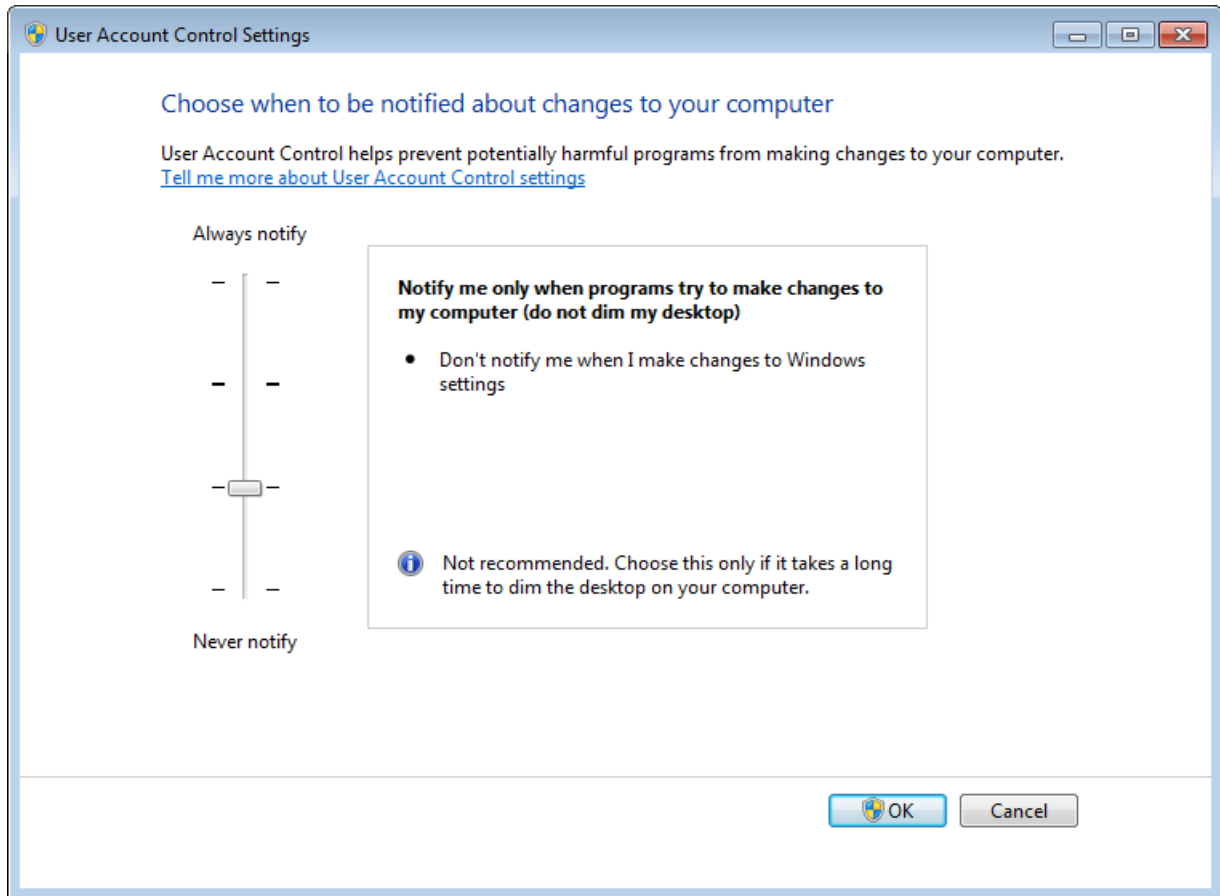 User Account Control Settings
Choose when to be notified about changes to your computer
User Account Control helps prevent potentially harmful programs from making changes to your computer.
Tell me more about User Account Control settings
Always notify
Notify me only when programs try to make changes to
my computer (do not dim my desktop)
• Don't notify me when I make changes to Windows
settings
Not recommended. Choose this only if it takes a long
time to dim the desktop on your computer.
Never notify
OK
Cancel